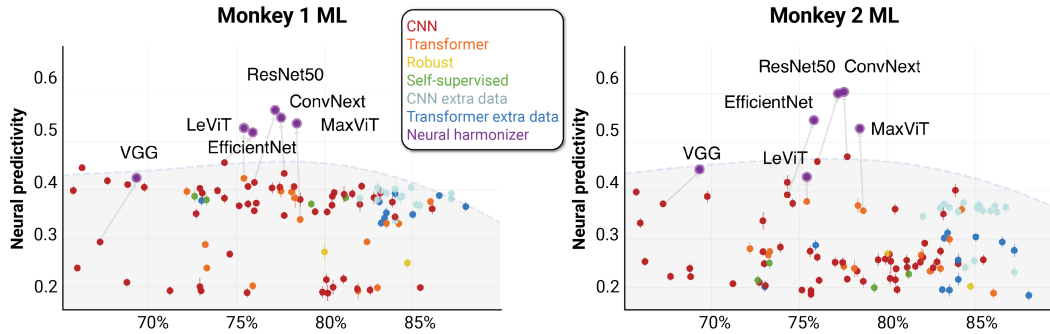 Monkey 1 ML
Monkey 2 ML
CNN
Transformer
Robust
Self-supervised
CNN extra data
Transformer extra data
Neural harmonizer
Neural predictivity
0.6
0.5
0.4
0.3
0.2
ResNet50
ConvNext
LeViT
MaxViT
EfficientNet
VGG
70%
75%
80%
85%
Neural predictivity
0.6
0.5
0.4
0.3
0.2
ResNet50 ConvNext
EfficientNet
MaxViT
VGG
LeViT
70%
75%
80%
85%